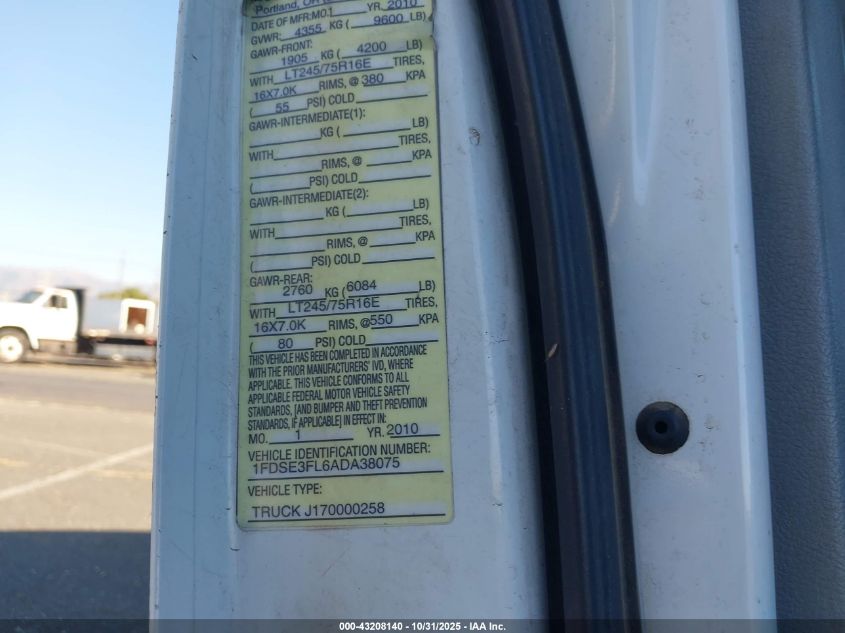 Portland, OR
DATE OF MFR:MO.1 YR. 2010
GVWR: 4355 KG ( 9600 LB)
GAWR-FRONT:
1905 KG ( 4200 LB)
WITH LT245/75R16E TIRES,
16X7.0K RIMS, @ 380 KPA
( 55 PSI) COLD
GAWR-INTERMEDIATE(1):
KG ( LB)
WITH TIRES,
RIMS, @ KPA
( PSI) COLD
GAWR-INTERMEDIATE(2):
KG ( LB)
WITH TIRES,
RIMS, @ KPA
( PSI) COLD
GAWR-REAR:
2760 KG ( 6084 LB)
WITH LT245/75R16E TIRES,
16X7.0K RIMS, @ 550 KPA
( 80 PSI) COLD
THIS VEHICLE HAS BEEN COMPLETED IN ACCORDANCE
WITH THE PRIOR MANUFACTURERS' IVD, WHERE
APPLICABLE. THIS VEHICLE CONFORMS TO ALL
APPLICABLE FEDERAL MOTOR VEHICLE SAFETY
STANDARDS, [AND BUMPER AND THEFT PREVENTION
STANDARDS, IF APPLICABLE] IN EFFECT IN:
MO. 1 YR. 2010
VEHICLE IDENTIFICATION NUMBER:
1FDSE3FL6ADA38075
VEHICLE TYPE:
TRUCK J170000258
000-43208140 - 10/31/2025 - IAA Inc.